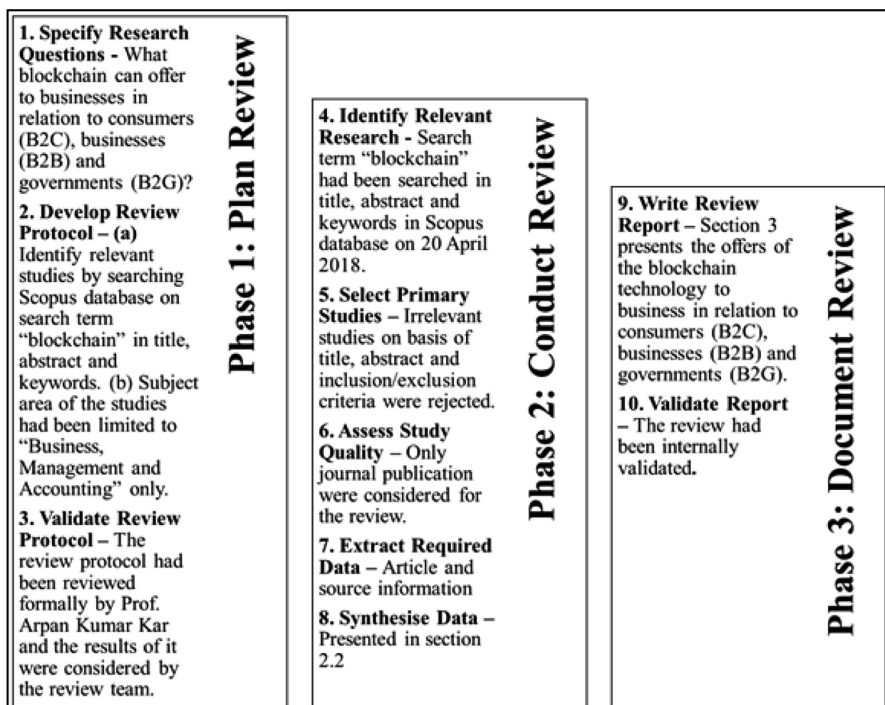 1. Specify Research
Questions - What
blockchain can offer
to businesses in
relation to consumers
(B2C), businesses
(B2B) and
governments (B2G)?
2. Develop Review
Protocol – (a)
Identify relevant
studies by searching
Scopus database on
search term
“blockchain” in title,
abstract and
keywords. (b) Subject
area of the studies
had been limited to
“Business,
Management and
Accounting” only.
3. Validate Review
Protocol – The
review protocol had
been reviewed
formally by Prof.
Arpan Kumar Kar
and the results of it
were considered by
the review team.
Phase 1: Plan Review
4. Identify Relevant
Research - Search
term “blockchain”
had been searched in
title, abstract and
keywords in Scopus
database on 20 April
2018.
5. Select Primary
Studies – Irrelevant
studies on basis of
title, abstract and
inclusion/exclusion
criteria were rejected.
6. Assess Study
Quality – Only
journal publication
were considered for
the review.
7. Extract Required
Data – Article and
source information
8. Synthesise Data –
Presented in section
2.2
Phase 2: Conduct Review
9. Write Review
Report – Section 3
presents the offers of
the blockchain
technology to
business in relation to
consumers (B2C),
businesses (B2B) and
governments (B2G).
10. Validate Report
– The review had
been internally
validated.
Phase 3: Document Review